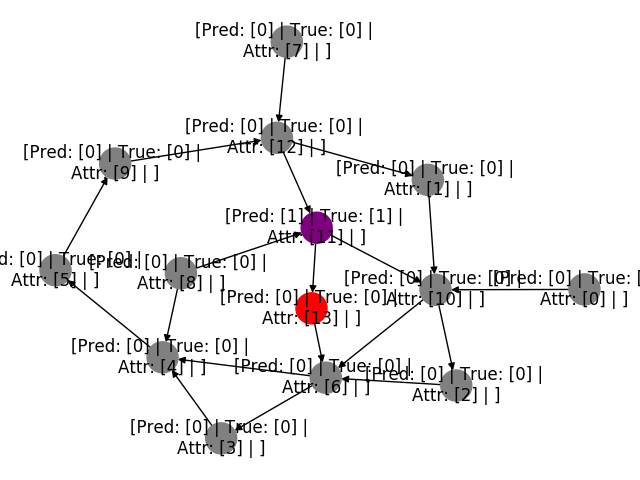 [Pred: [0] | True: [0] |
Attr: [7] | ]
[Pred: [0] | True: [0] |
Attr: [12] | ]
[Pred: [0] | True: [0] |
Attr: [9] | ]
[Pred: [0] | True: [0] |
Attr: [1] | ]
[Pred: [1] | True: [1] |
Attr: [11] | ]
d: [0] | True: [0] |
Attr: [5] | ]
[Pred: [0] | True: [0] |
Attr: [8] | ]
[Pred: [0] | True: [0] |
Attr: [10] | ]
[Pred: [0] | True: [
Attr: [0] | ]
[Pred: [0] | True: [0] |
Attr: [13] | ]
[Pred: [0] | True: [0] |
Attr: [4] | ]
[Pred: [0] | True: [0] |
Attr: [6] | ]
[Pred: [0] | True: [0] |
Attr: [2] | ]
[Pred: [0] | True: [0] |
Attr: [3] | ]